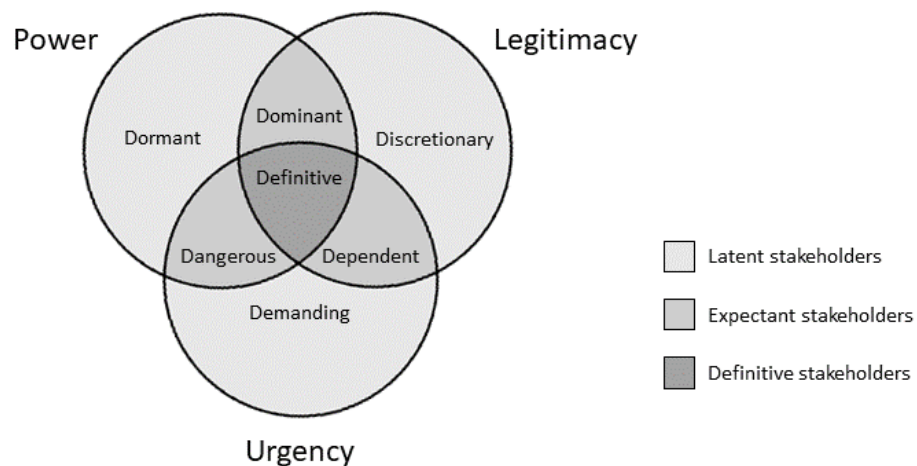 Power
Legitimacy
Dominant
Dormant
Discretionary
Definitive
Dangerous
Dependent
Latent stakeholders
Demanding
Expectant stakeholders
Definitive stakeholders
Urgency